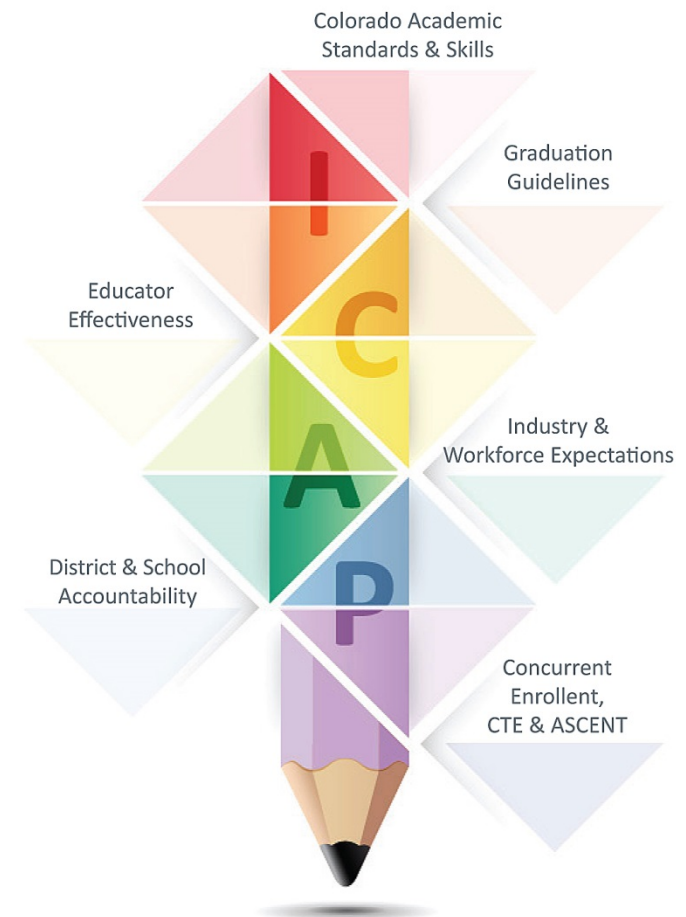 Colorado Academic
Standards & Skills
I
Graduation
Guidelines
Educator
Effectiveness
C
Industry &
Workforce Expectations
A
District & School
Accountability
P
Concurrent
Enrollent,
CTE & ASCENT